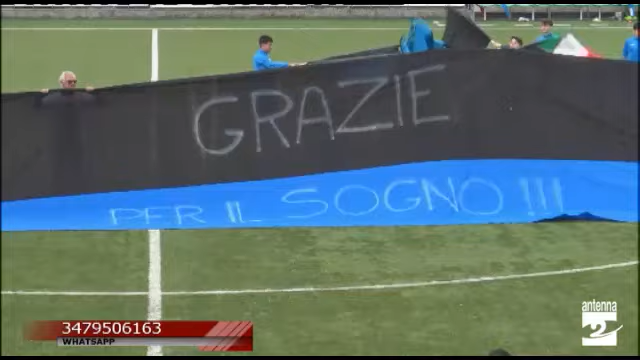 GRAZIE
PER IL SOGNO !!!
3479506163
WHATSAPP
antenna
2